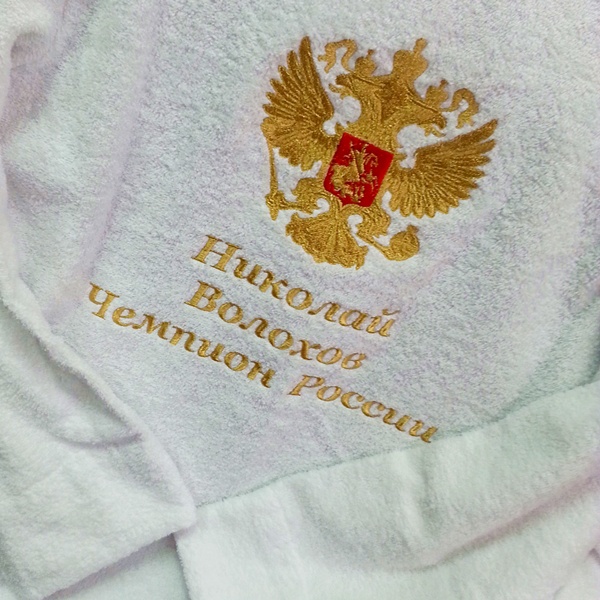 Николай
Волохов
Чемпион России